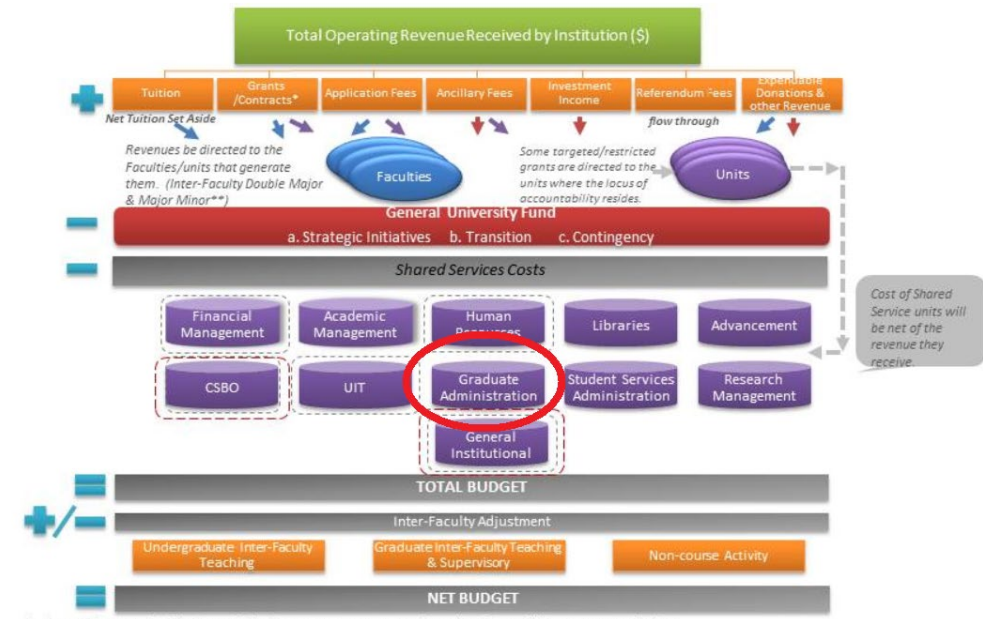 Total Operating Revenue Received by Institution ($)
Tuition
Grants
/Contracts*
Application Fees
Ancillary Fees
Investment
Income
Referendum Fees
Expendable
Donations &
other Revenue
Net Tuition Set Aside
flow through
Revenues be directed to the
Faculties/units that generate
them. (Inter-Faculty Double Major
& Major Minor**)
Faculties
Some targeted/restricted
grants are directed to the
units where the locus of
accountability resides.
Units
General University Fund
a. Strategic Initiatives b. Transition c. Contingency
Shared Services Costs
Cost of Shared
Service units will
be net of the
revenue they
receive.
Financial
Management
Academic
Management
Human
Resources
Libraries
Advancement
CSBO
UIT
Graduate
Administration
Student Services
Administration
Research
Management
General
Institutional
TOTAL BUDGET
Inter-Faculty Adjustment
Undergraduate Inter-Faculty
Teaching
Graduate Inter-Faculty Teaching
& Supervisory
Non-course Activity
NET BUDGET